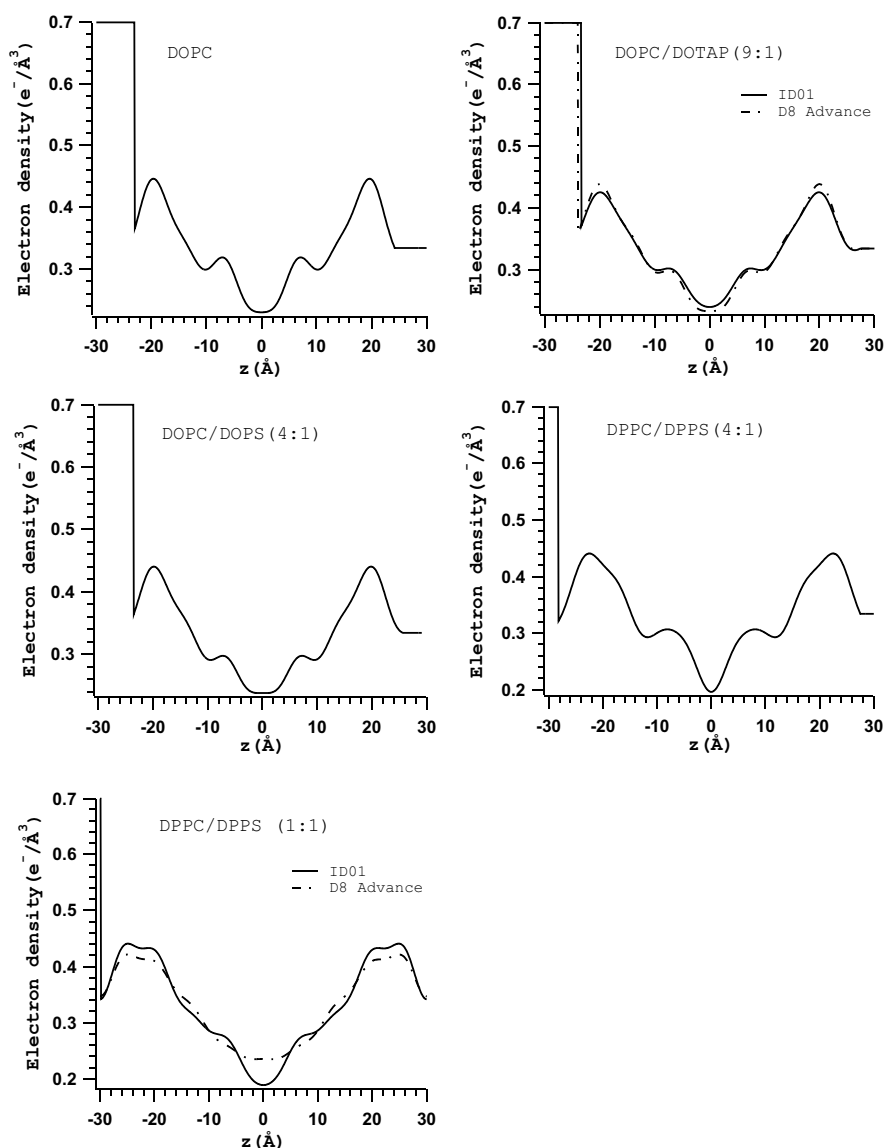 DOPC
Electron density(e⁻/Å³)
0.7
0.6
0.5
0.4
0.3
-30 -20 -10 0 10 20 30
z(Å)
DOPC/DOTAP(9:1)
ID01
D8 Advance
Electron density(e⁻/Å³)
0.7
0.6
0.5
0.4
0.3
-30 -20 -10 0 10 20 30
z(Å)
DOPC/DOPS(4:1)
Electron density(e⁻/Å³)
0.7
0.6
0.5
0.4
0.3
-30 -20 -10 0 10 20 30
z(Å)
DPPC/DPPS(4:1)
Electron density(e⁻/Å³)
0.7
0.6
0.5
0.4
0.3
0.2
-30 -20 -10 0 10 20 30
z(Å)
DPPC/DPPS (1:1)
ID01
D8 Advance
Electron density(e⁻/Å³)
0.7
0.6
0.5
0.4
0.3
0.2
-30 -20 -10 0 10 20 30
z(Å)